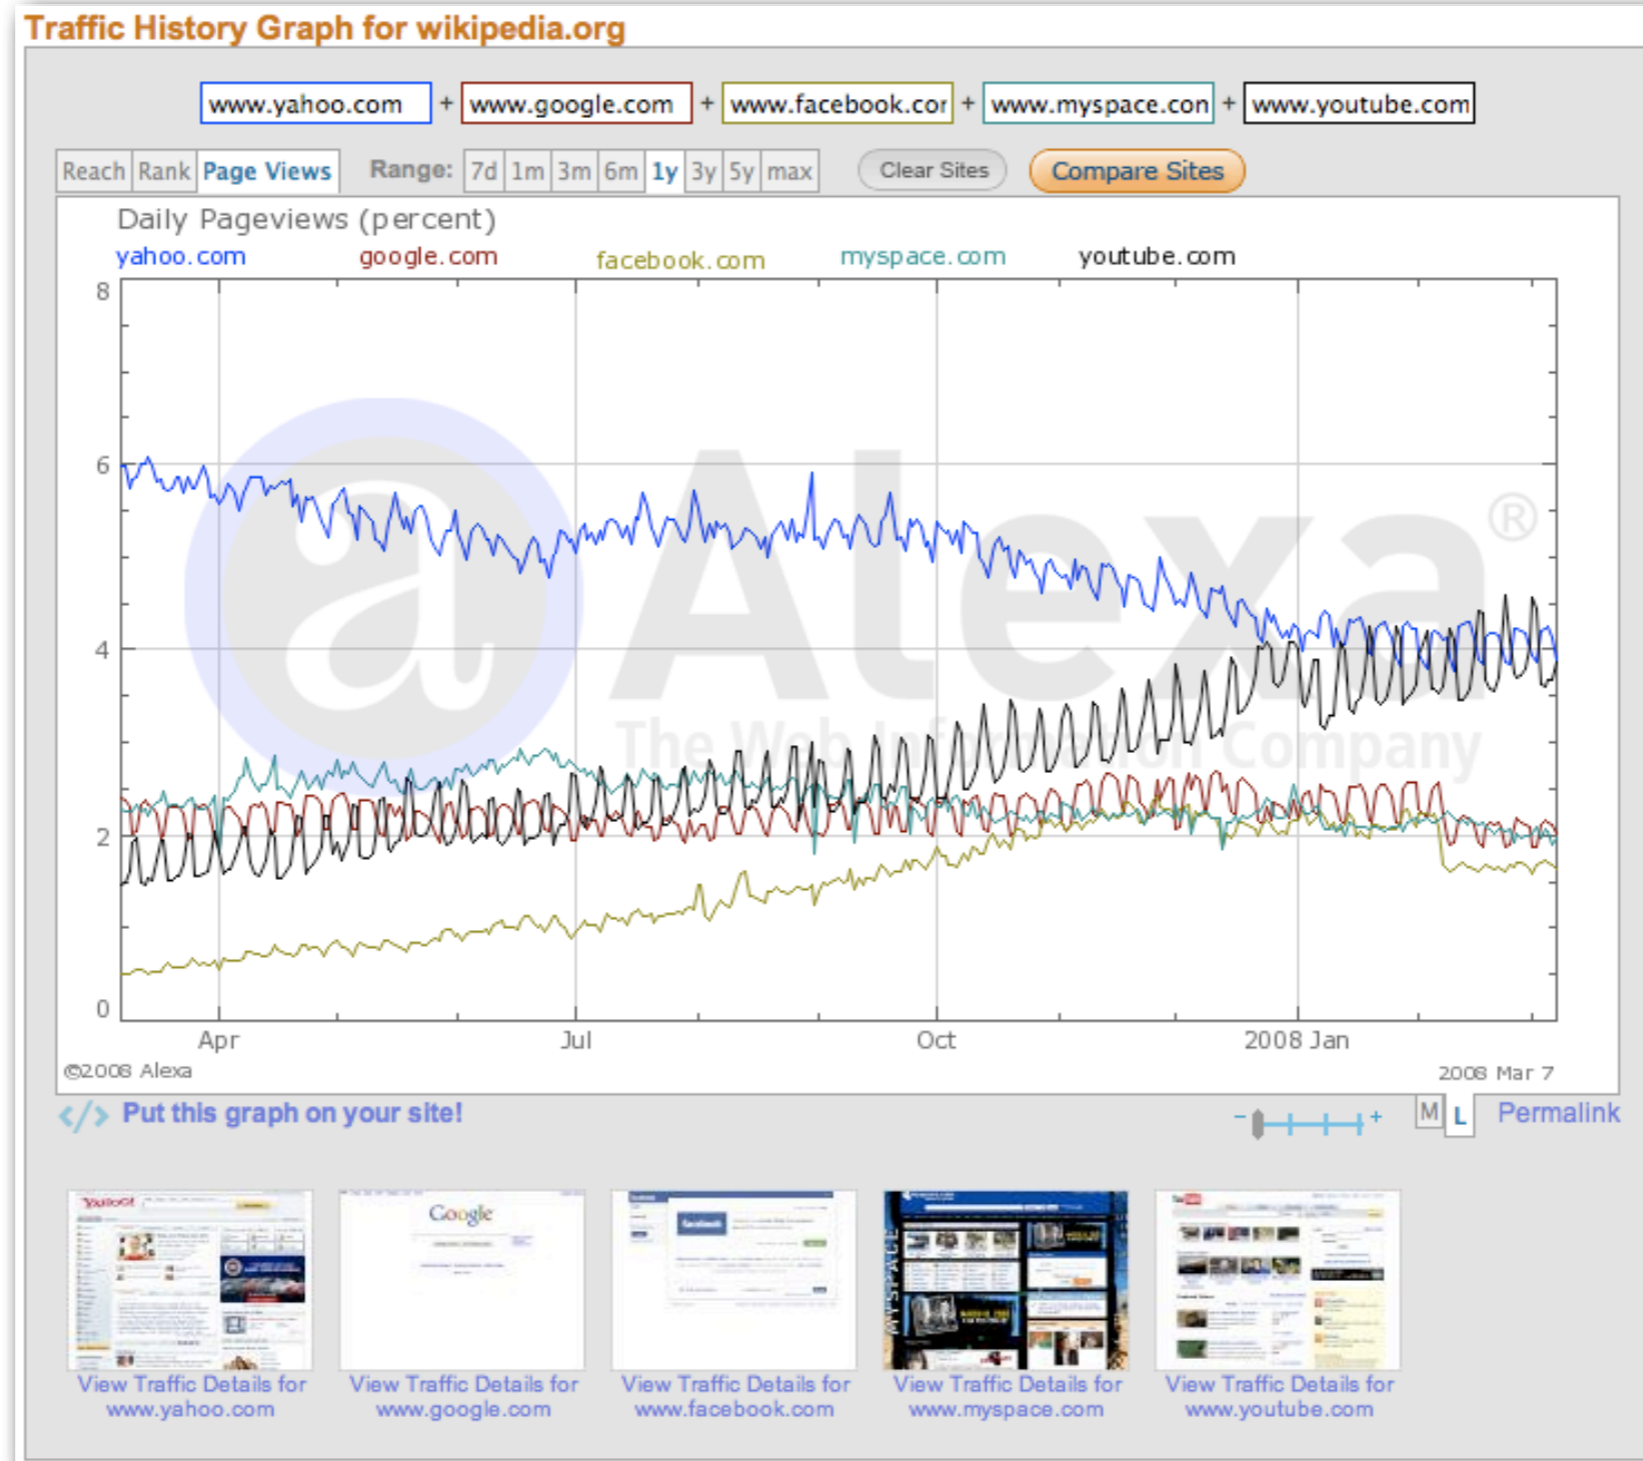 Traffic History Graph for wikipedia.org
www.yahoo.com + www.google.com + www.facebook.cor + www.myspace.con + www.youtube.com
Reach Rank Page Views Range: 7d 1m 3m 6m 1y 3y 5y max Clear Sites Compare Sites
Daily Pageviews (percent)
yahoo.com google.com facebook.com myspace.com youtube.com
8
6
4
2
0
a Alexa ®
The Web Information Company
Apr Jul Oct 2008 Jan
©2008 Alexa 2008 Mar 7
</> Put this graph on your site! - + M L Permalink
YAHOO! Google facebook MYSPACE
View Traffic Details for www.yahoo.com
View Traffic Details for www.google.com
View Traffic Details for www.facebook.com
View Traffic Details for www.myspace.com
View Traffic Details for www.youtube.com